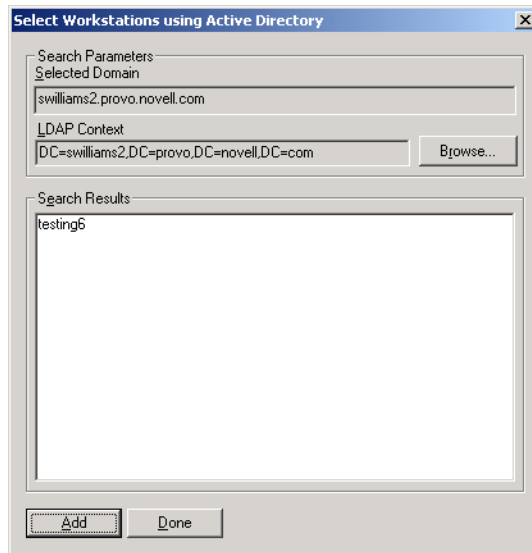 Select Workstations using Active Directory
Search Parameters
Selected Domain
swilliams2.provo.novell.com
LDAP Context
DC=swilliams2,DC=provo,DC=novell,DC=com
Browse...
Search Results
testing6
Add Done